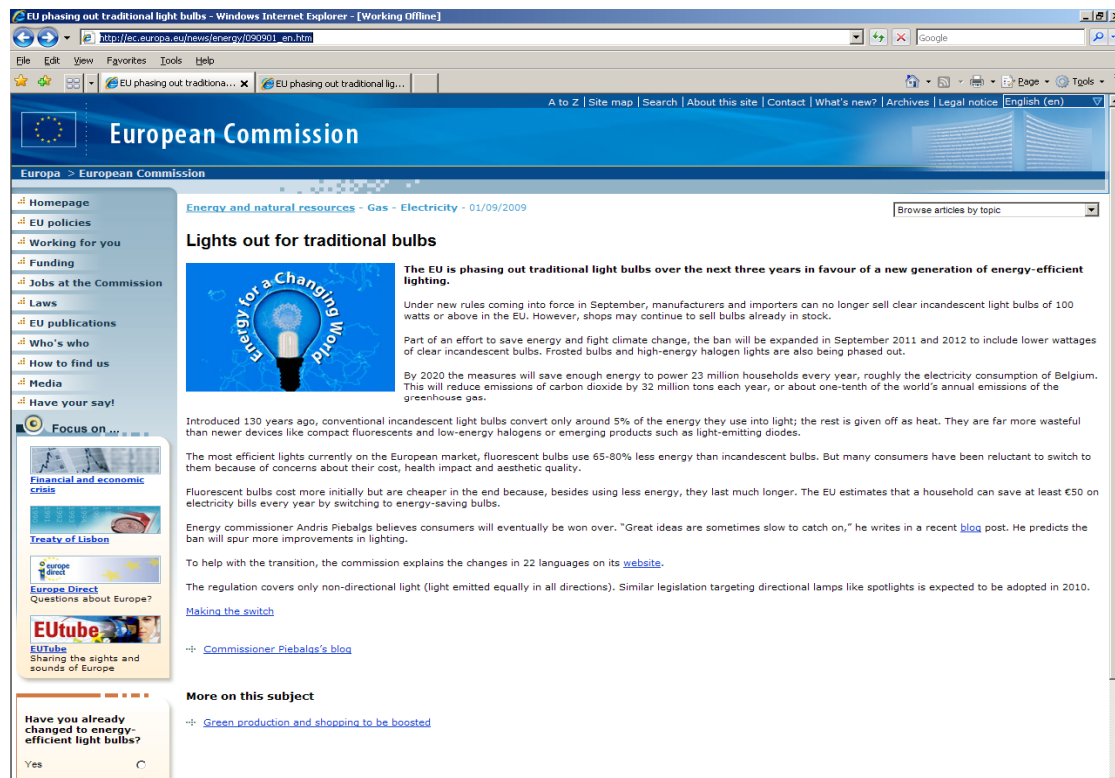 EU phasing out traditional light bulbs - Windows Internet Explorer - [Working Offline]
http://ec.europa.eu/news/energy/090901_en.htm
Google
File Edit View Favorites Tools Help
EU phasing out traditiona... EU phasing out traditional lig...
Page Tools
A to Z | Site map | Search | About this site | Contact | What's new? | Archives | Legal notice English (en)
European Commission
Europa > European Commission
Homepage
EU policies
Working for you
Funding
Jobs at the Commission
Laws
EU publications
Who's who
How to find us
Media
Have your say!
Focus on ...
Financial and economic
crisis
Treaty of Lisbon
europe
direct
Europe Direct
Questions about Europe?
EUtube
EUTube
Sharing the sights and
sounds of Europe
Have you already
changed to energy-
efficient light bulbs?
Yes
Energy and natural resources - Gas - Electricity - 01/09/2009
Browse articles by topic
Lights out for traditional bulbs
Energy for a Changing World
The EU is phasing out traditional light bulbs over the next three years in favour of a new generation of energy-efficient
lighting.
Under new rules coming into force in September, manufacturers and importers can no longer sell clear incandescent light bulbs of 100
watts or above in the EU. However, shops may continue to sell bulbs already in stock.
Part of an effort to save energy and fight climate change, the ban will be expanded in September 2011 and 2012 to include lower wattages
of clear incandescent bulbs. Frosted bulbs and high-energy halogen lights are also being phased out.
By 2020 the measures will save enough energy to power 23 million households every year, roughly the electricity consumption of Belgium.
This will reduce emissions of carbon dioxide by 32 million tons each year, or about one-tenth of the world's annual emissions of the
greenhouse gas.
Introduced 130 years ago, conventional incandescent light bulbs convert only around 5% of the energy they use into light; the rest is given off as heat. They are far more wasteful
than newer devices like compact fluorescents and low-energy halogens or emerging products such as light-emitting diodes.
The most efficient lights currently on the European market, fluorescent bulbs use 65-80% less energy than incandescent bulbs. But many consumers have been reluctant to switch to
them because of concerns about their cost, health impact and aesthetic quality.
Fluorescent bulbs cost more initially but are cheaper in the end because, besides using less energy, they last much longer. The EU estimates that a household can save at least €50 on
electricity bills every year by switching to energy-saving bulbs.
Energy commissioner Andris Piebalgs believes consumers will eventually be won over. "Great ideas are sometimes slow to catch on," he writes in a recent blog post. He predicts the
ban will spur more improvements in lighting.
To help with the transition, the commission explains the changes in 22 languages on its website.
The regulation covers only non-directional light (light emitted equally in all directions). Similar legislation targeting directional lamps like spotlights is expected to be adopted in 2010.
Making the switch
Commissioner Piebalgs's blog
More on this subject
Green production and shopping to be boosted